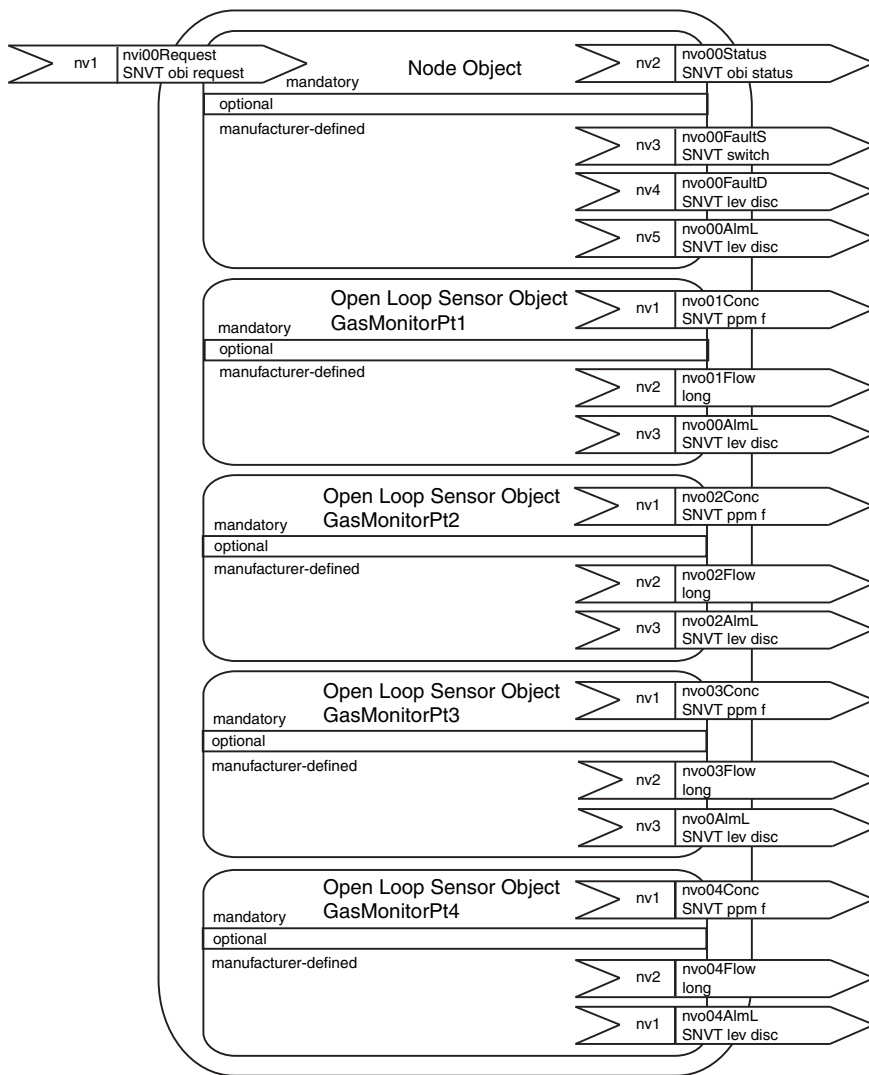 nv1
nvi00Request
SNVT obi request
Node Object
mandatory
nv2
nvo00Status
SNVT obi status
optional
manufacturer-defined
nv3
nvo00FaultS
SNVT switch
nv4
nvo00FaultD
SNVT lev disc
nv5
nvo00AlmL
SNVT lev disc
Open Loop Sensor Object
GasMonitorPt1
mandatory
nv1
nvo01Conc
SNVT ppm f
optional
manufacturer-defined
nv2
nvo01Flow
long
nv3
nvo00AlmL
SNVT lev disc
Open Loop Sensor Object
GasMonitorPt2
mandatory
nv1
nvo02Conc
SNVT ppm f
optional
manufacturer-defined
nv2
nvo02Flow
long
nv3
nvo02AlmL
SNVT lev disc
Open Loop Sensor Object
GasMonitorPt3
mandatory
nv1
nvo03Conc
SNVT ppm f
optional
manufacturer-defined
nv2
nvo03Flow
long
nv3
nvo0AlmL
SNVT lev disc
Open Loop Sensor Object
GasMonitorPt4
mandatory
nv1
nvo04Conc
SNVT ppm f
optional
manufacturer-defined
nv2
nvo04Flow
long
nv1
nvo04AlmL
SNVT lev disc